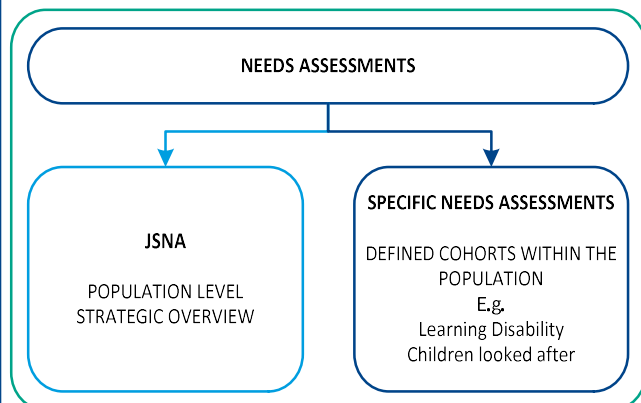 NEEDS ASSESSMENTS
JSNA
POPULATION LEVEL
STRATEGIC OVERVIEW
SPECIFIC NEEDS ASSESSMENTS
DEFINED COHORTS WITHIN THE
POPULATION
E.g.
Learning Disability
Children looked after